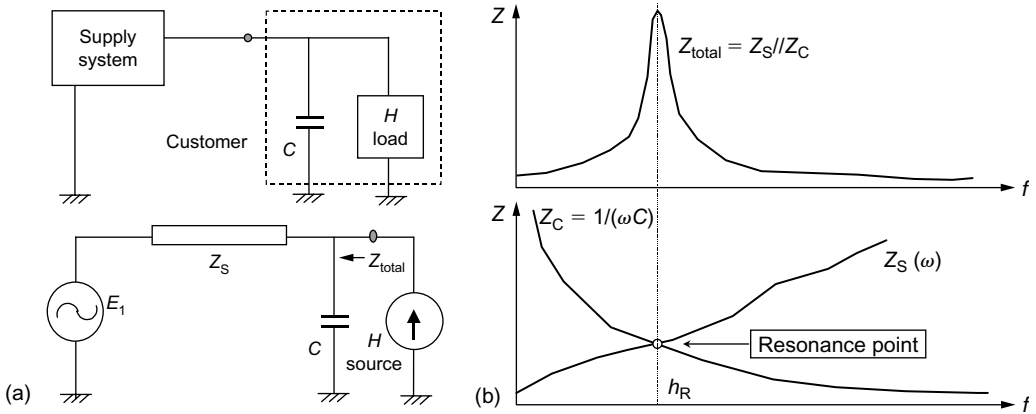 Supply
system
Customer
C
H
load
Z_S
Z_total
E_1
C
H
source
(a)
Z
Z_total = Z_S//Z_C
f
Z
Z_C = 1/(ωC)
Z_S (ω)
Resonance point
h_R
f
(b)